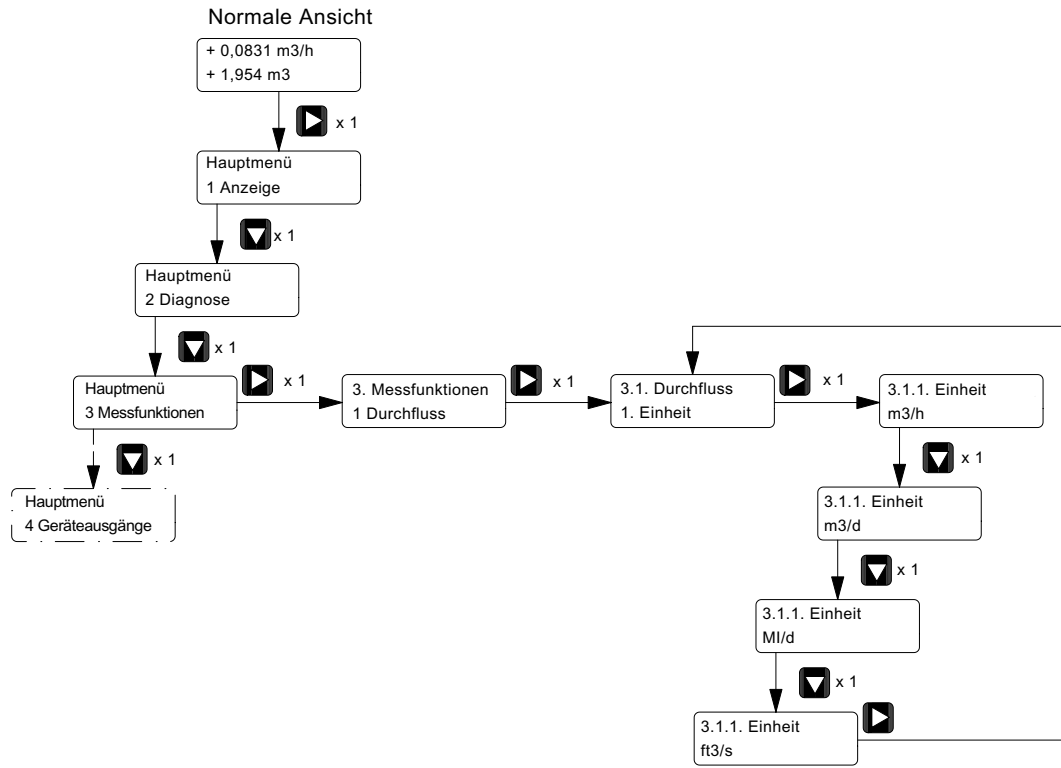 Normale Ansicht
+ 0,0831 m3/h
+ 1,954 m3
x 1
Hauptmenü
1 Anzeige
x 1
Hauptmenü
2 Diagnose
x 1
Hauptmenü
3 Messfunktionen
x 1
3. Messfunktionen
1 Durchfluss
x 1
3.1. Durchfluss
1. Einheit
x 1
3.1.1. Einheit
m3/h
x 1
Hauptmenü
4 Geräteausgänge
x 1
3.1.1. Einheit
m3/d
x 1
3.1.1. Einheit
Ml/d
x 1
3.1.1. Einheit
ft3/s